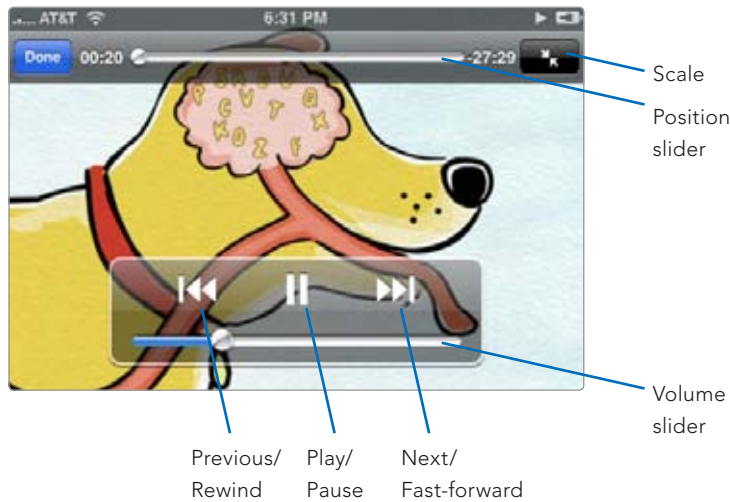 AT&T 6:31 PM
Done 00:20 -27:29
Scale
Position
slider
C V T Q
K O Z F X
Volume
slider
Previous/ Play/ Next/
Rewind Pause Fast-forward